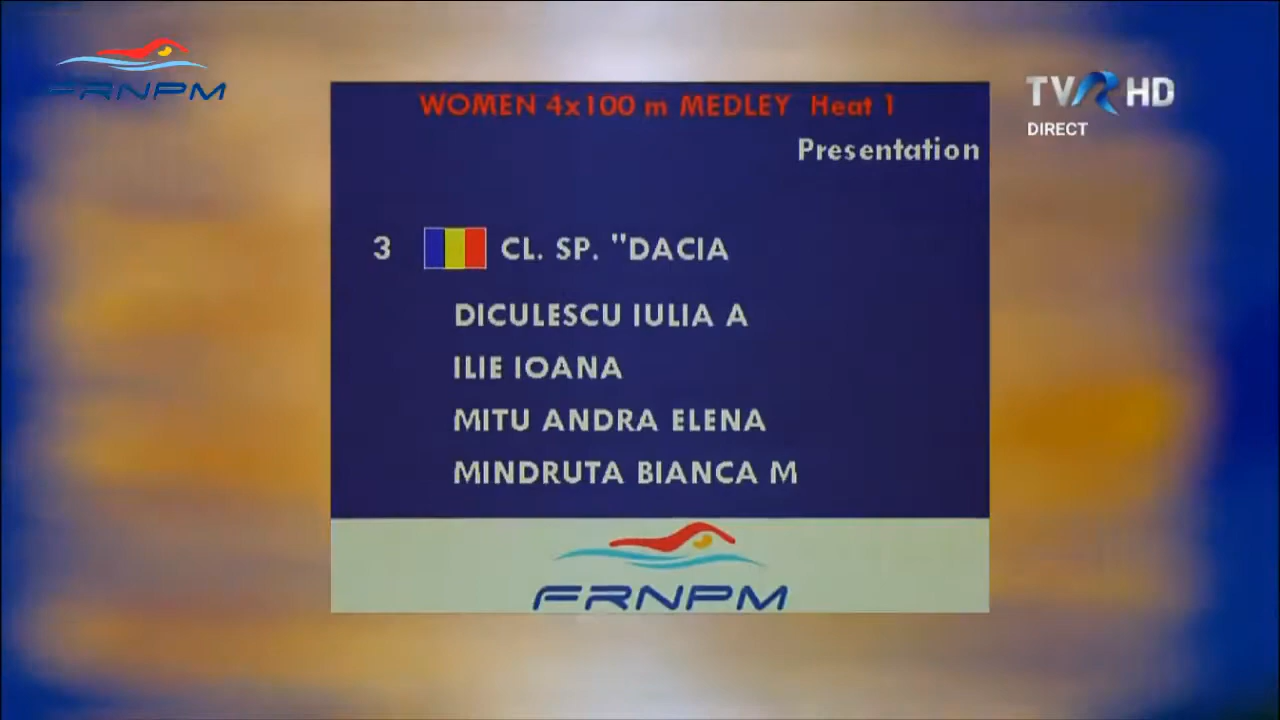 FRNPM
TVR HD
DIRECT
WOMEN 4x100 m MEDLEY Heat 1
Presentation
3 CL. SP. "DACIA
DICULESCU IULIA A
ILIE IOANA
MITU ANDRA ELENA
MINDRUTA BIANCA M
FRNPM